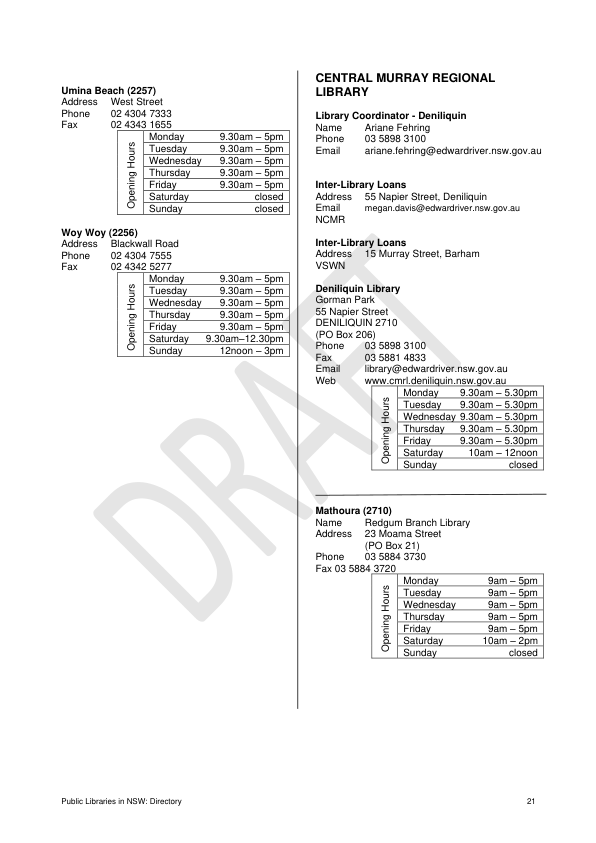 Umina Beach (2257)
Address West Street
Phone 02 4304 7333
Fax 02 4343 1655
Opening Hours
Monday 9.30am – 5pm
Tuesday 9.30am – 5pm
Wednesday 9.30am – 5pm
Thursday 9.30am – 5pm
Friday 9.30am – 5pm
Saturday closed
Sunday closed
Woy Woy (2256)
Address Blackwall Road
Phone 02 4304 7555
Fax 02 4342 5277
Opening Hours
Monday 9.30am – 5pm
Tuesday 9.30am – 5pm
Wednesday 9.30am – 5pm
Thursday 9.30am – 5pm
Friday 9.30am – 5pm
Saturday 9.30am–12.30pm
Sunday 12noon – 3pm
CENTRAL MURRAY REGIONAL
LIBRARY
Library Coordinator - Deniliquin
Name Ariane Fehring
Phone 03 5898 3100
Email ariane.fehring@edwardriver.nsw.gov.au
Inter-Library Loans
Address 55 Napier Street, Deniliquin
Email megan.davis@edwardriver.nsw.gov.au
NCMR
Inter-Library Loans
Address 15 Murray Street, Barham
VSWN
Deniliquin Library
Gorman Park
55 Napier Street
DENILIQUIN 2710
(PO Box 206)
Phone 03 5898 3100
Fax 03 5881 4833
Email library@edwardriver.nsw.gov.au
Web www.cmrl.deniliquin.nsw.gov.au
Opening Hours
Monday 9.30am – 5.30pm
Tuesday 9.30am – 5.30pm
Wednesday 9.30am – 5.30pm
Thursday 9.30am – 5.30pm
Friday 9.30am – 5.30pm
Saturday 10am – 12noon
Sunday closed
Mathoura (2710)
Name Redgum Branch Library
Address 23 Moama Street
(PO Box 21)
Phone 03 5884 3730
Fax 03 5884 3720
Opening Hours
Monday 9am – 5pm
Tuesday 9am – 5pm
Wednesday 9am – 5pm
Thursday 9am – 5pm
Friday 9am – 5pm
Saturday 10am – 2pm
Sunday closed
DRAFT
Public Libraries in NSW: Directory 21